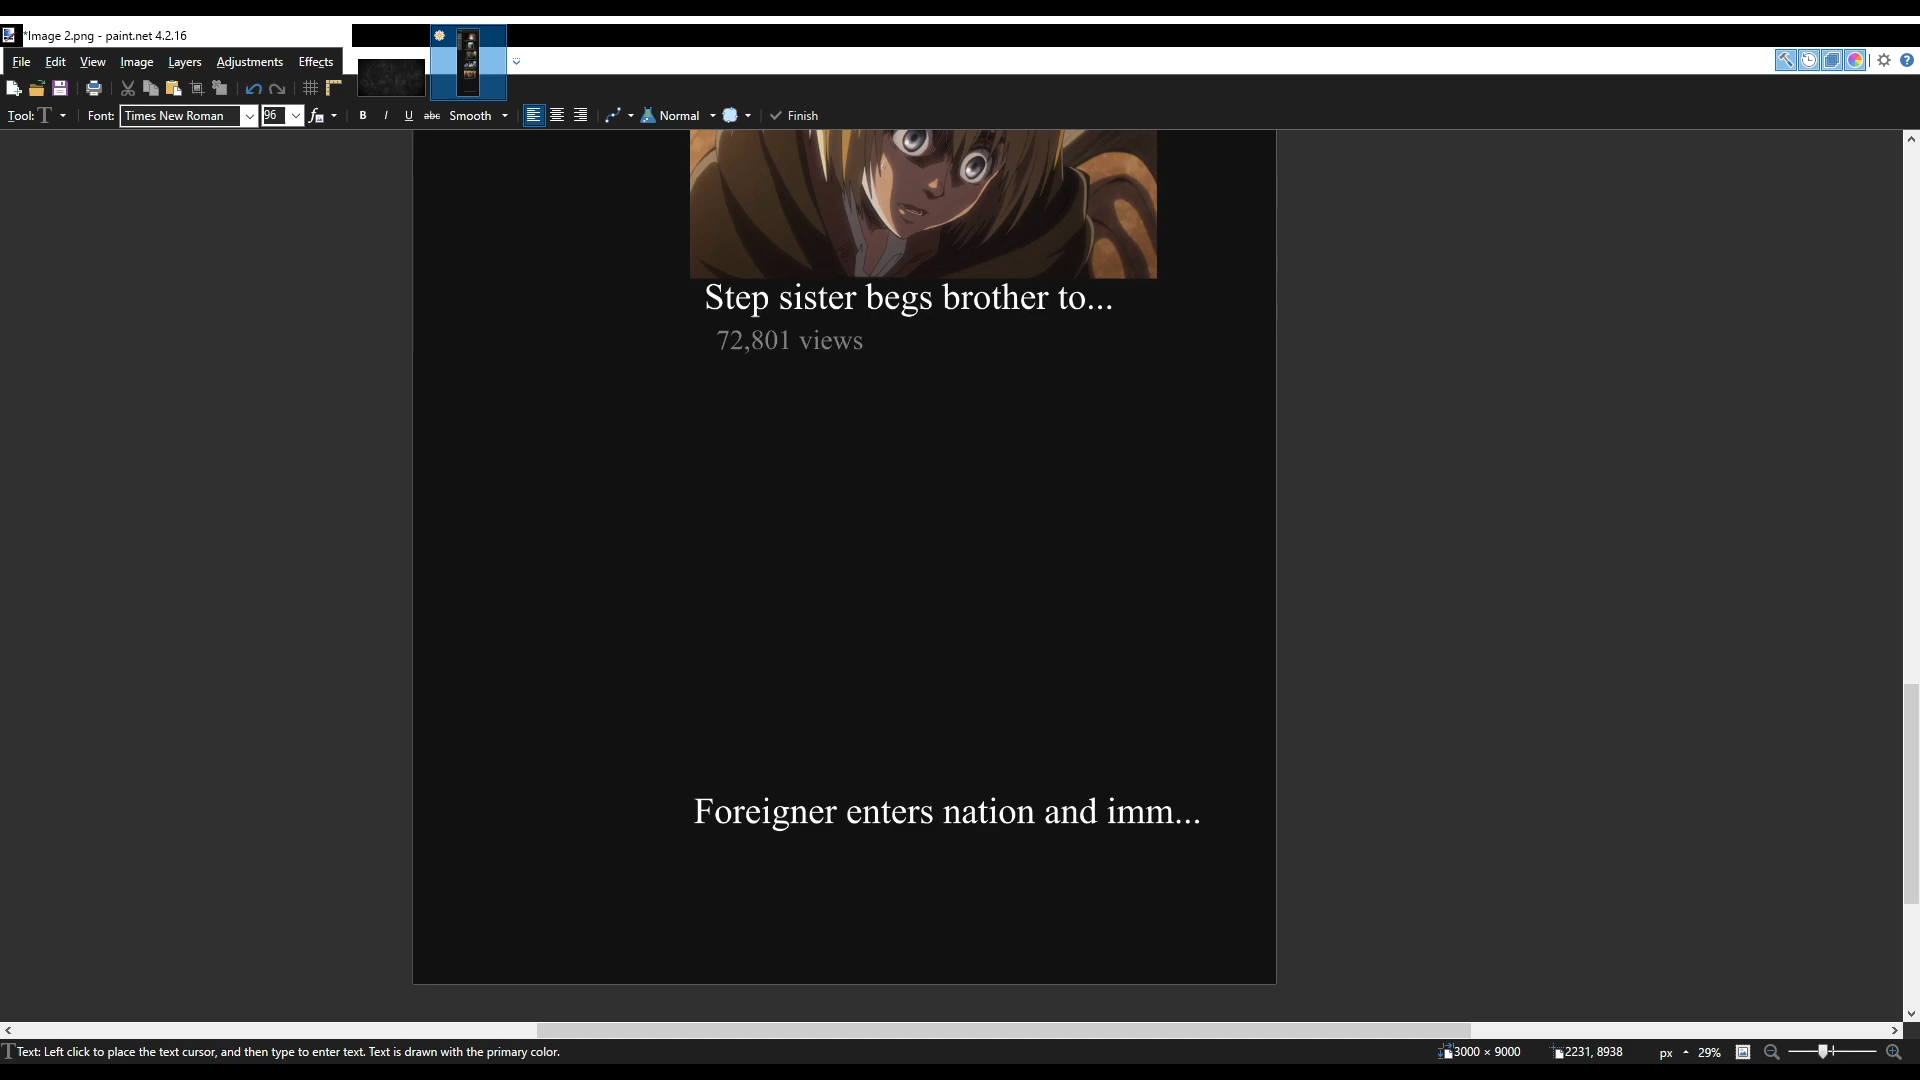 *Image 2.png - paint.net 4.2.16
File Edit View Image Layers Adjustments Effects
Tool: T Font: Times New Roman 96 fx B I U abc Smooth Normal Finish
Step sister begs brother to...
72,801 views
Foreigner enters nation and imm...
Text: Left click to place the text cursor, and then type to enter text. Text is drawn with the primary color. 3000 × 9000 2231, 8938 px 29%